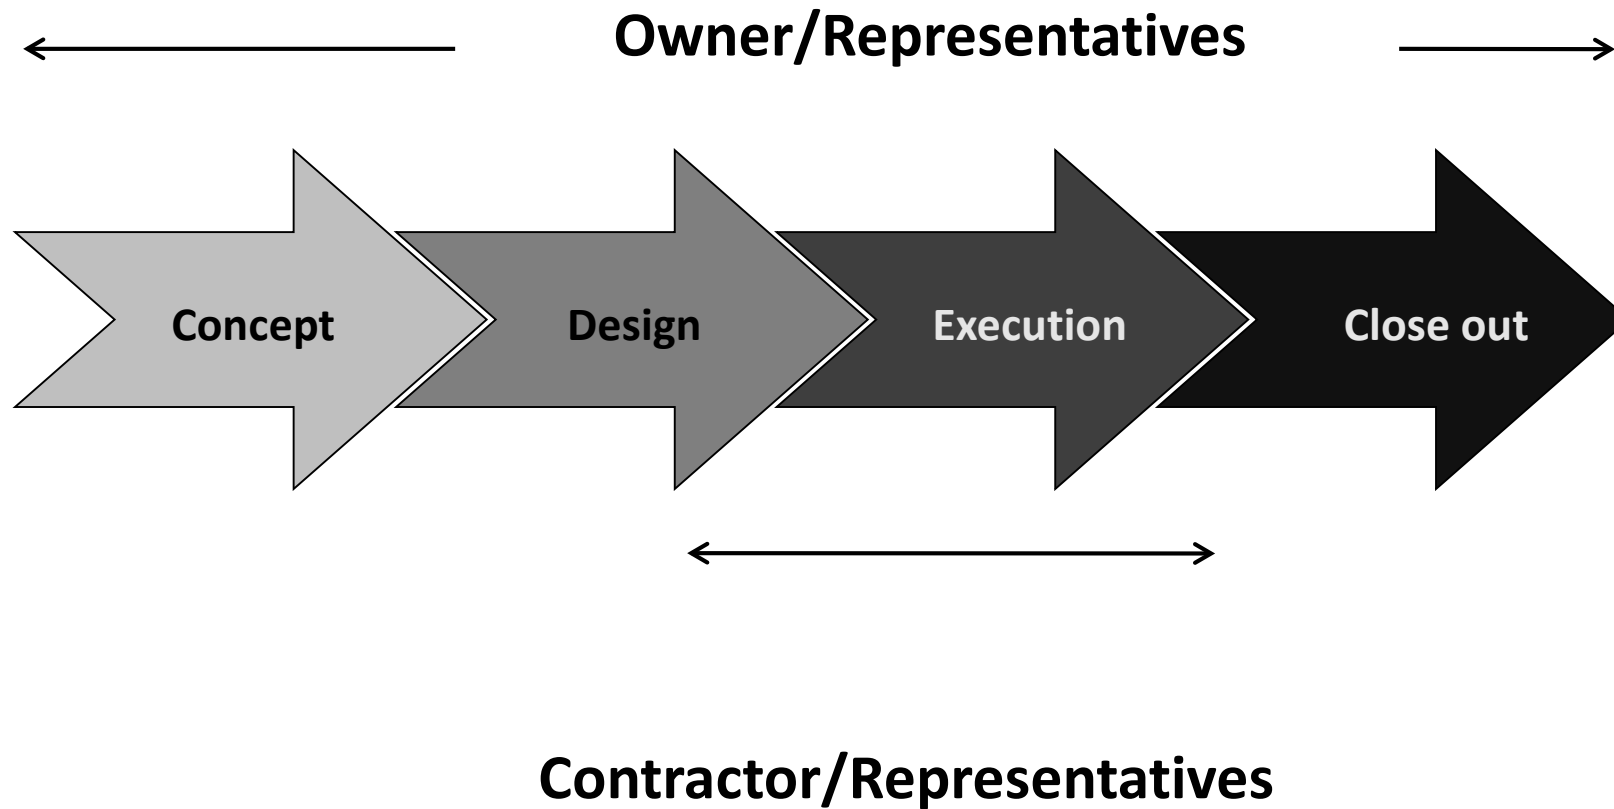 Owner/Representatives
Concept
Design
Execution
Close out
Contractor/Representatives